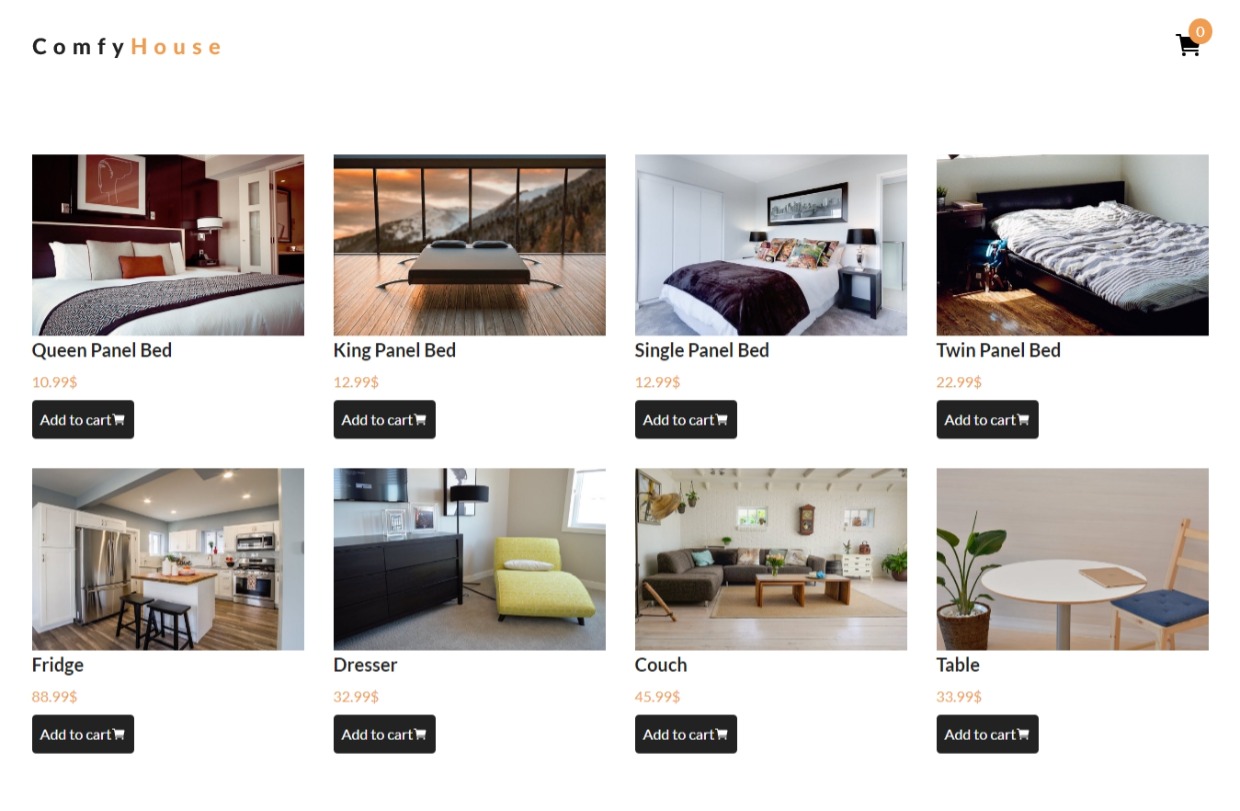 ComfyHouse
0
Queen Panel Bed
King Panel Bed
Single Panel Bed
Twin Panel Bed
10.99$
12.99$
12.99$
22.99$
Add to cart
Add to cart
Add to cart
Add to cart
Fridge
Dresser
Couch
Table
88.99$
32.99$
45.99$
33.99$
Add to cart
Add to cart
Add to cart
Add to cart